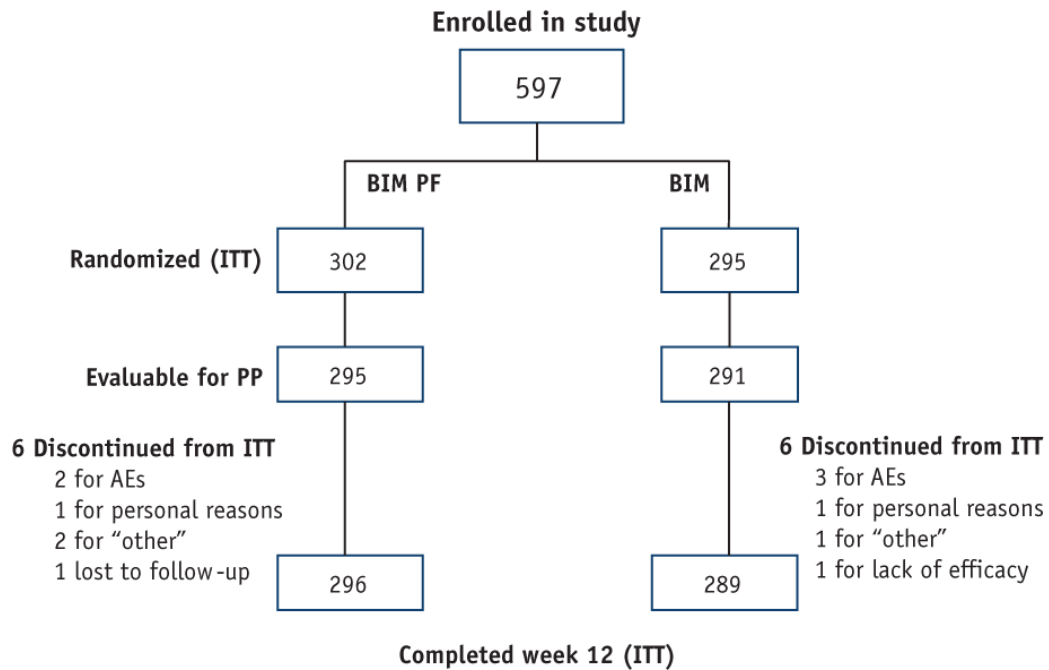 Enrolled in study
597
BIM PF
BIM
Randomized (ITT)
302
295
Evaluable for PP
295
291
6 Discontinued from ITT
2 for AEs
1 for personal reasons
2 for “other”
1 lost to follow-up
6 Discontinued from ITT
3 for AEs
1 for personal reasons
1 for “other”
1 for lack of efficacy
296
289
Completed week 12 (ITT)